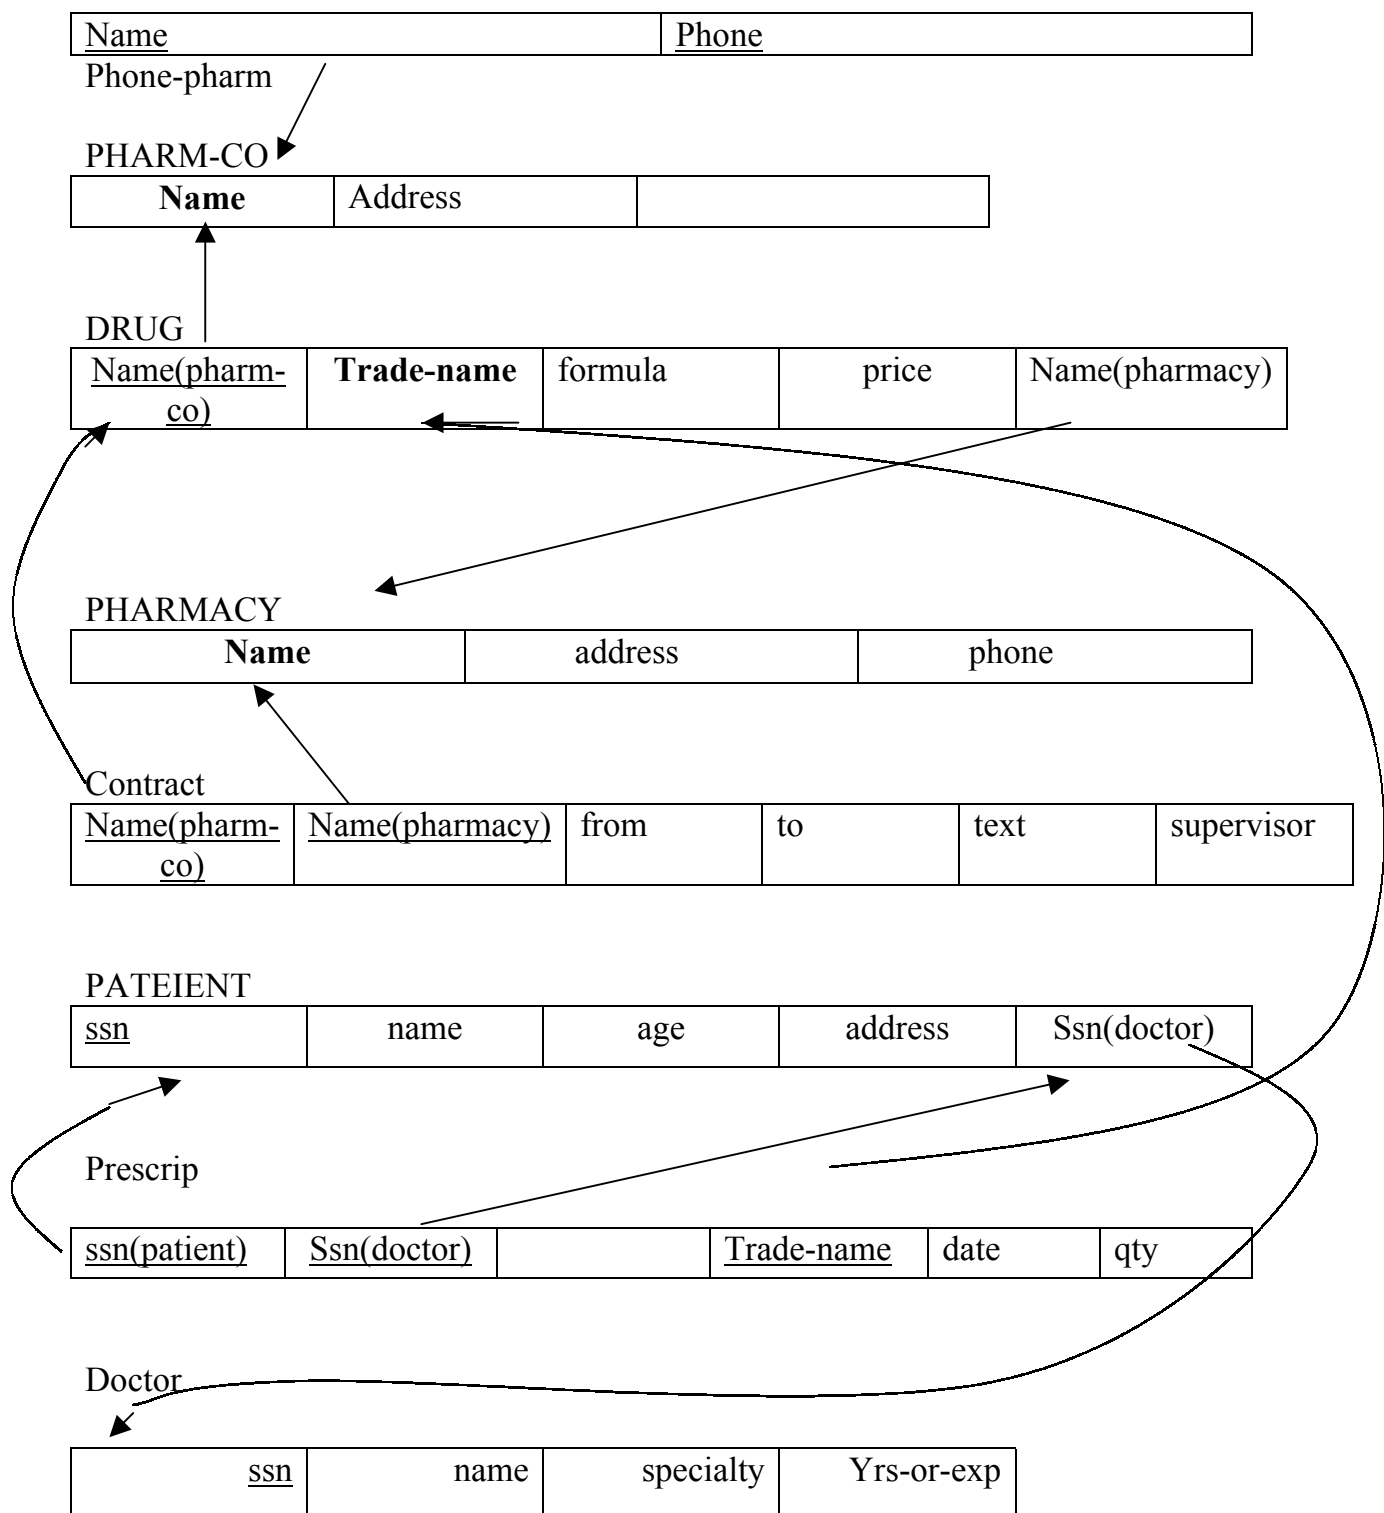 Name Phone
Phone-pharm
PHARM-CO
Name Address
DRUG
Name(pharm- Trade-name formula price Name(pharmacy)
co)
PHARMACY
Name address phone
Contract
Name(pharm- Name(pharmacy) from to text supervisor
co)
PATEIENT
ssn name age address Ssn(doctor)
Prescrip
ssn(patient) Ssn(doctor) Trade-name date qty
Doctor
ssn name specialty Yrs-or-exp